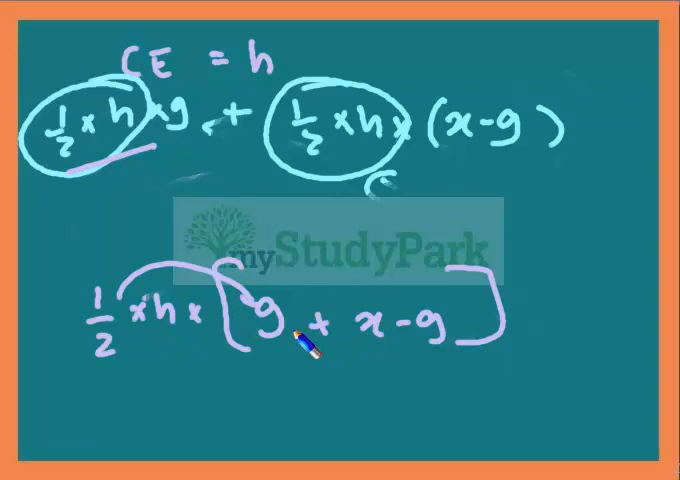 CE = h
1/2 × h × g + 1/2 × h × (x - g)
myStudyPark
1/2 × h × [g + x - g]